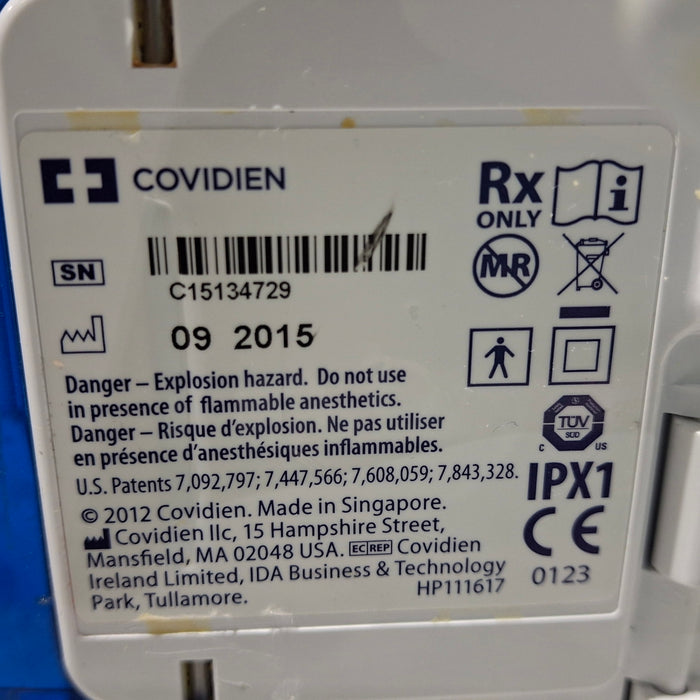 COVIDIEN
Rx
ONLY
i
SN
C15134729
MR
09 2015
Danger – Explosion hazard. Do not use
in presence of flammable anesthetics.
Danger – Risque d'explosion. Ne pas utiliser
en présence d'anesthésiques inflammables.
U.S. Patents 7,092,797; 7,447,566; 7,608,059; 7,843,328.
© 2012 Covidien. Made in Singapore.
Covidien llc, 15 Hampshire Street,
Mansfield, MA 02048 USA. EC REP Covidien
Ireland Limited, IDA Business & Technology
Park, Tullamore.
HP111617
TÜV
SÜD
C US
IPX1
CE
0123